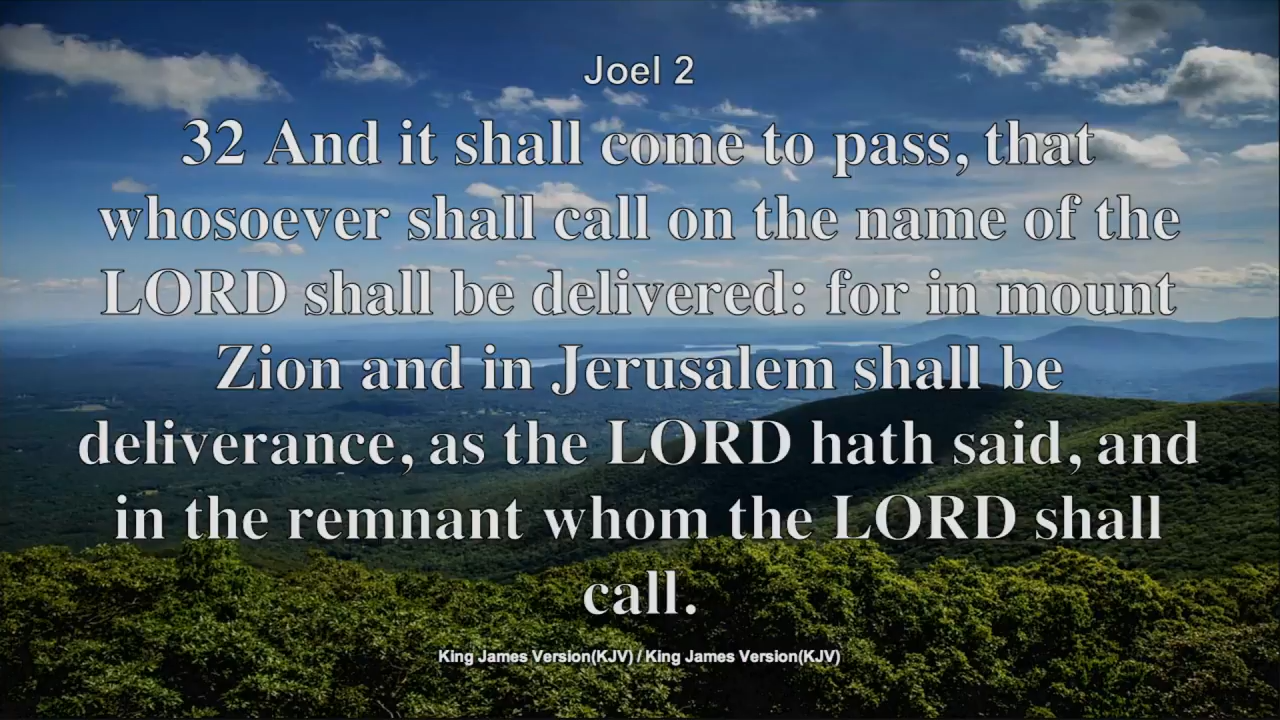 Joel 2
32 And it shall come to pass, that
whosoever shall call on the name of the
LORD shall be delivered: for in mount
Zion and in Jerusalem shall be
deliverance, as the LORD hath said, and
in the remnant whom the LORD shall
call.
King James Version(KJV) / King James Version(KJV)